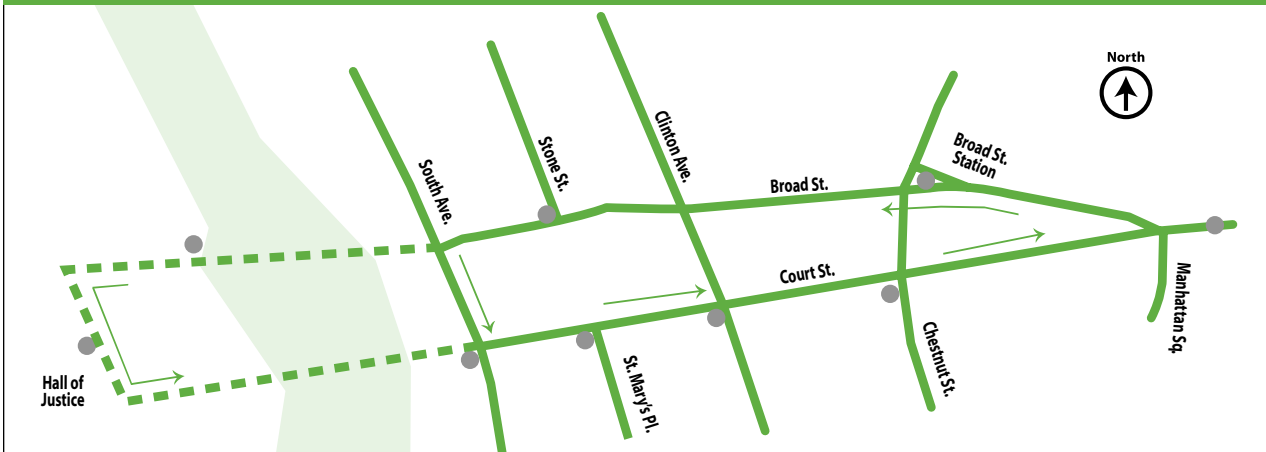 North
South Ave.
Stone St.
Clinton Ave.
Broad St.
Station
Broad St.
Court St.
Manhattan Sq.
Chestnut St.
St. Mary's Pl.
Hall of
Justice